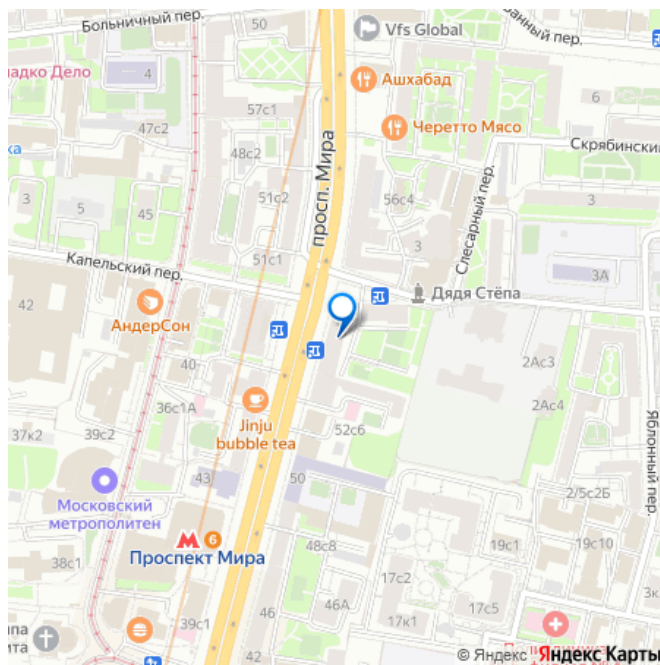 Больничный пер.
50
Vfs Global
4
Ашхабад
57с1
6
47с2
Черетто Мясо
48с2
просп. Мира
Скрябинский
51с2
56с4
3
3
5
45
Слесарный пер.
3
51с1
3А
Капельский пер.
Дядя Стёпа
42
АндерСон
40
2Ас3
36с1А
2Ас4
Jinju
bubble tea
Яблонный пер.
37к2
39с2
52с6
43
50
2/5с2Б
Московский
метрополитен
6
48с8
19с1
19с10
Проспект Мира
38с1
17с2
46А
17к1
17с5
39с1
46
© Яндекс
Яндекс Карты